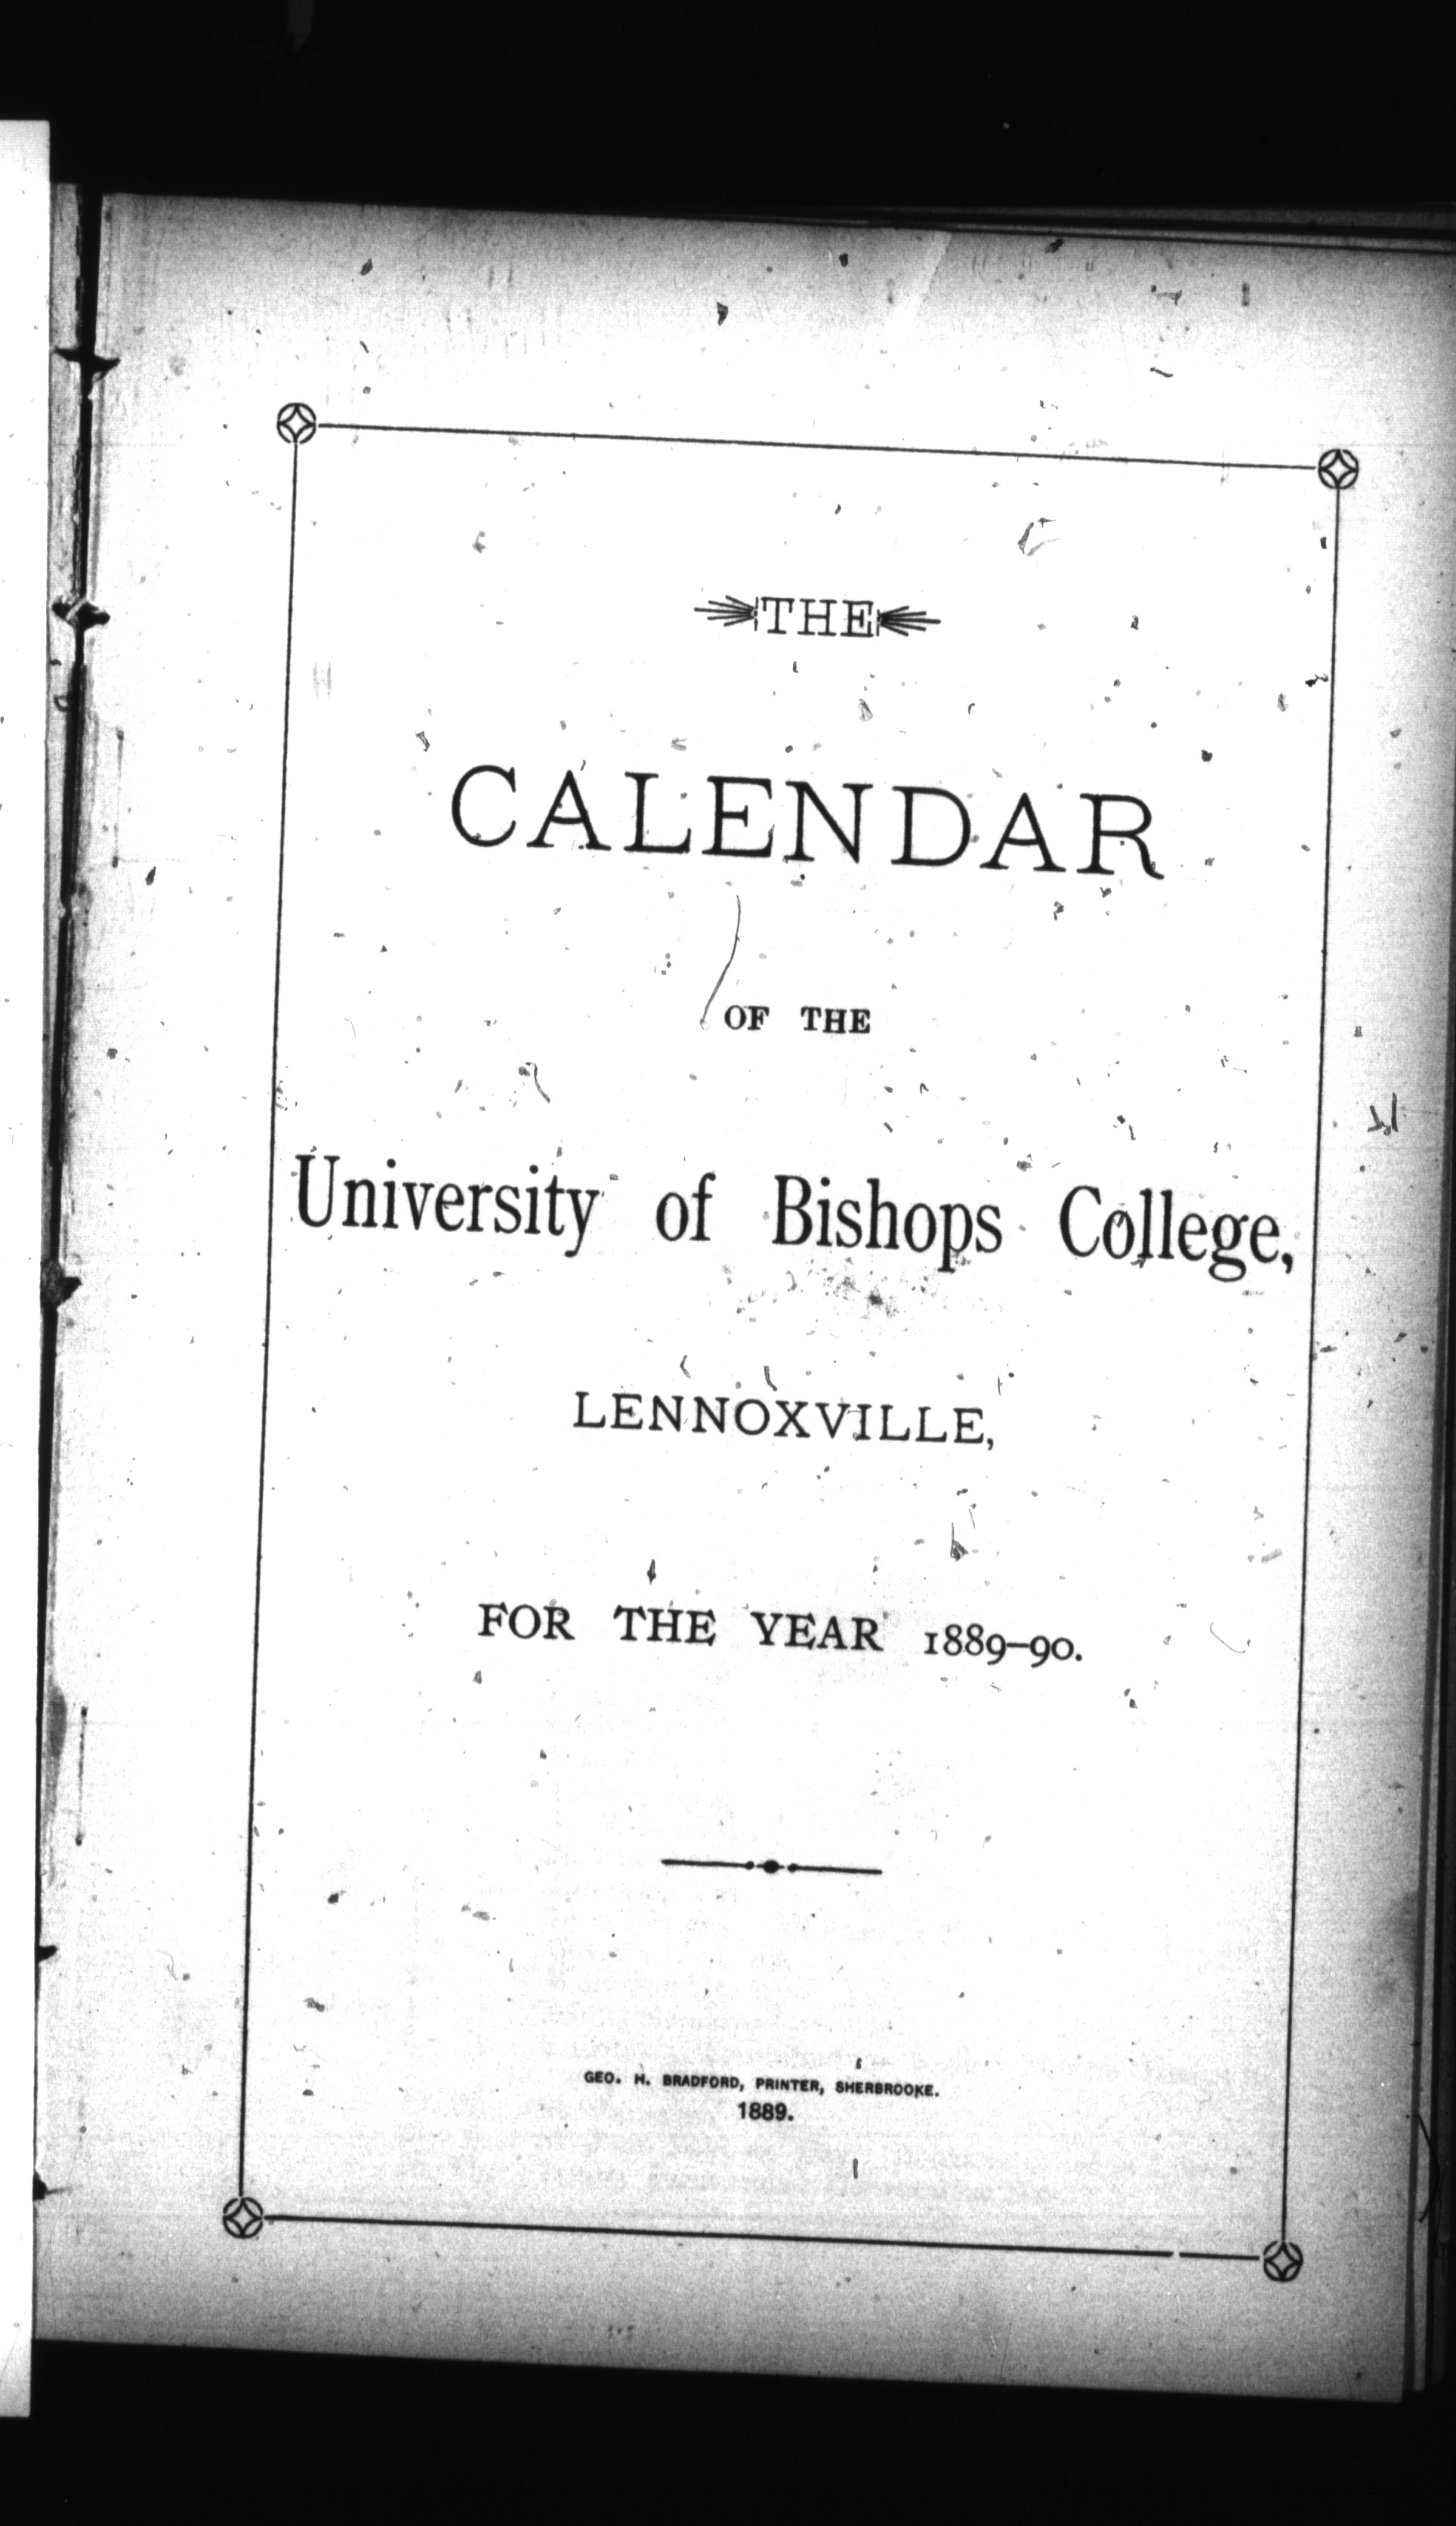 THE
CALENDAR
OF THE
University of Bishops College,
LENNOXVILLE,
FOR THE YEAR 1889-90.
GEO. H. BRADFORD, PRINTER, SHERBROOKE.
1889.